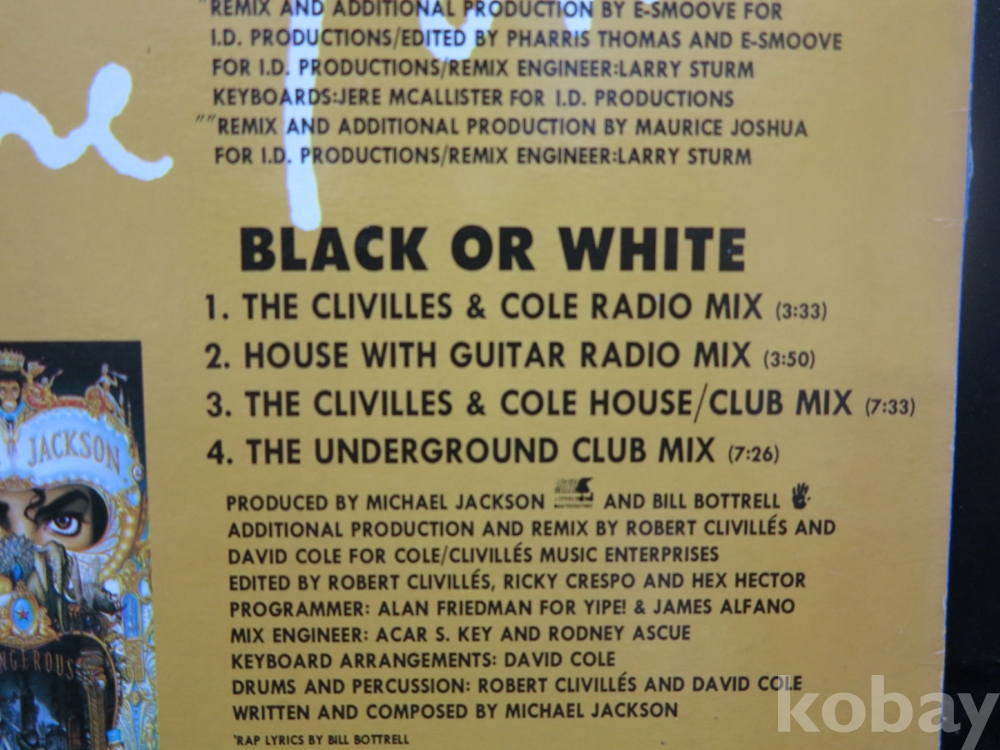 "REMIX AND ADDITIONAL PRODUCTION BY E-SMOOVE FOR
I.D. PRODUCTIONS/EDITED BY PHARRIS THOMAS AND E-SMOOVE
FOR I.D. PRODUCTIONS/REMIX ENGINEER:LARRY STURM
KEYBOARDS:JERE MCALLISTER FOR I.D. PRODUCTIONS
""REMIX AND ADDITIONAL PRODUCTION BY MAURICE JOSHUA
FOR I.D. PRODUCTIONS/REMIX ENGINEER:LARRY STURM
BLACK OR WHITE
1. THE CLIVILLES & COLE RADIO MIX (3:33)
2. HOUSE WITH GUITAR RADIO MIX (3:50)
3. THE CLIVILLES & COLE HOUSE/CLUB MIX (7:33)
4. THE UNDERGROUND CLUB MIX (7:26)
PRODUCED BY MICHAEL JACKSON AND BILL BOTTRELL
ADDITIONAL PRODUCTION AND REMIX BY ROBERT CLIVILLÉS AND
DAVID COLE FOR COLE/CLIVILLÉS MUSIC ENTERPRISES
EDITED BY ROBERT CLIVILLÉS, RICKY CRESPO AND HEX HECTOR
PROGRAMMER: ALAN FRIEDMAN FOR YIPE! & JAMES ALFANO
MIX ENGINEER: ACAR S. KEY AND RODNEY ASCUE
KEYBOARD ARRANGEMENTS: DAVID COLE
DRUMS AND PERCUSSION: ROBERT CLIVILLÉS AND DAVID COLE
WRITTEN AND COMPOSED BY MICHAEL JACKSON
'RAP LYRICS BY BILL BOTTRELL
JACKSON
NGEROUS
kobay